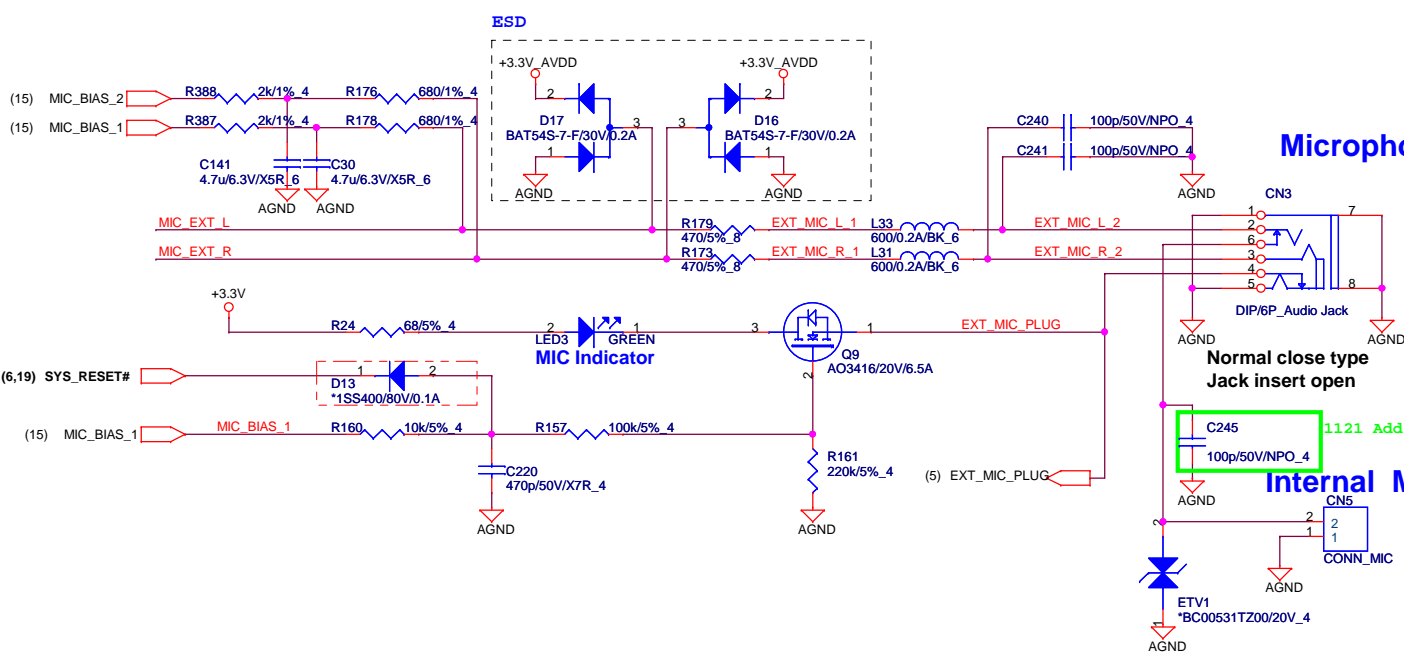 ESD
+3.3V_AVDD
+3.3V_AVDD
(15) MIC_BIAS_2
R388
2k/1%_4
R176
680/1%_4
2
2
D17
BAT54S-7-F/30V/0.2A
3
3
D16
BAT54S-7-F/30V/0.2A
1
1
AGND
AGND
(15) MIC_BIAS_1
R387
2k/1%_4
R178
680/1%_4
C141
4.7u/6.3V/X5R_6
C30
4.7u/6.3V/X5R_6
AGND
AGND
C240
100p/50V/NPO_4
C241
100p/50V/NPO_4
AGND
Micropho
MIC_EXT_L
R179
470/5%_8
EXT_MIC_L_1
L33
600/0.2A/BK_6
EXT_MIC_L_2
MIC_EXT_R
R173
470/5%_8
EXT_MIC_R_1
L31
600/0.2A/BK_6
EXT_MIC_R_2
CN3
1
2
6
3
4
5
7
8
DIP/6P_Audio Jack
AGND
AGND
Normal close type
Jack insert open
+3.3V
R24
68/5%_4
2
LED3
1
GREEN
MIC Indicator
3
1
2
Q9
AO3416/20V/6.5A
EXT_MIC_PLUG
(6,19) SYS_RESET#
1
2
D13
*1SS400/80V/0.1A
(15) MIC_BIAS_1
MIC_BIAS_1
R160
10k/5%_4
R157
100k/5%_4
C220
470p/50V/X7R_4
AGND
R161
220k/5%_4
AGND
(5) EXT_MIC_PLUG
C245
100p/50V/NPO_4
1121 Add
AGND
Internal M
CN5
2
1
2
1
CONN_MIC
AGND
2
ETV1
*BC00531TZ00/20V_4
1
AGND